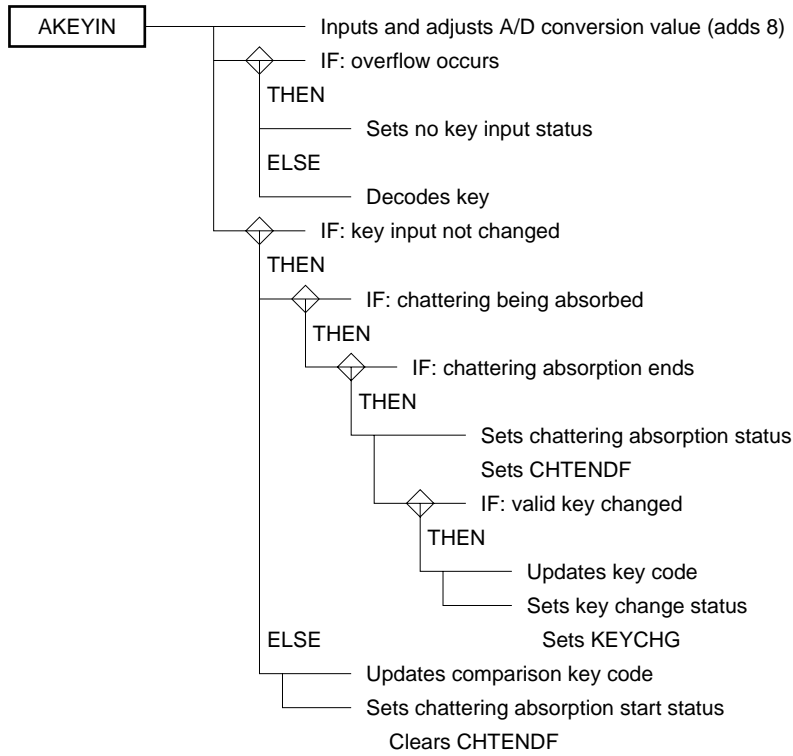 AKEYIN
Inputs and adjusts A/D conversion value (adds 8)
IF: overflow occurs
THEN
Sets no key input status
ELSE
Decodes key
IF: key input not changed
THEN
IF: chattering being absorbed
THEN
IF: chattering absorption ends
THEN
Sets chattering absorption status
Sets CHTENDF
IF: valid key changed
THEN
Updates key code
Sets key change status
Sets KEYCHG
ELSE
Updates comparison key code
Sets chattering absorption start status
Clears CHTENDF